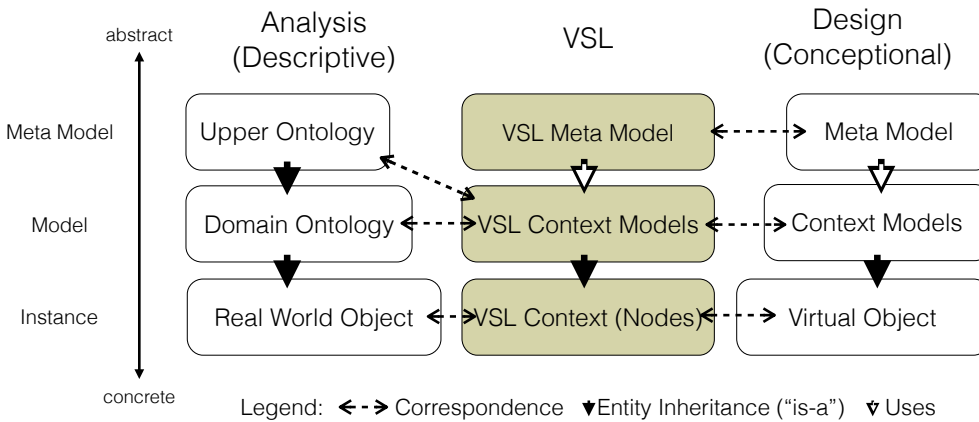 Analysis
(Descriptive)
VSL
Design
(Conceptional)
abstract
Meta Model
Upper Ontology
VSL Meta Model
Meta Model
Model
Domain Ontology
VSL Context Models
Context Models
Instance
Real World Object
VSL Context (Nodes)
Virtual Object
concrete
Legend: Correspondence Entity Inheritance (“is-a”) Uses